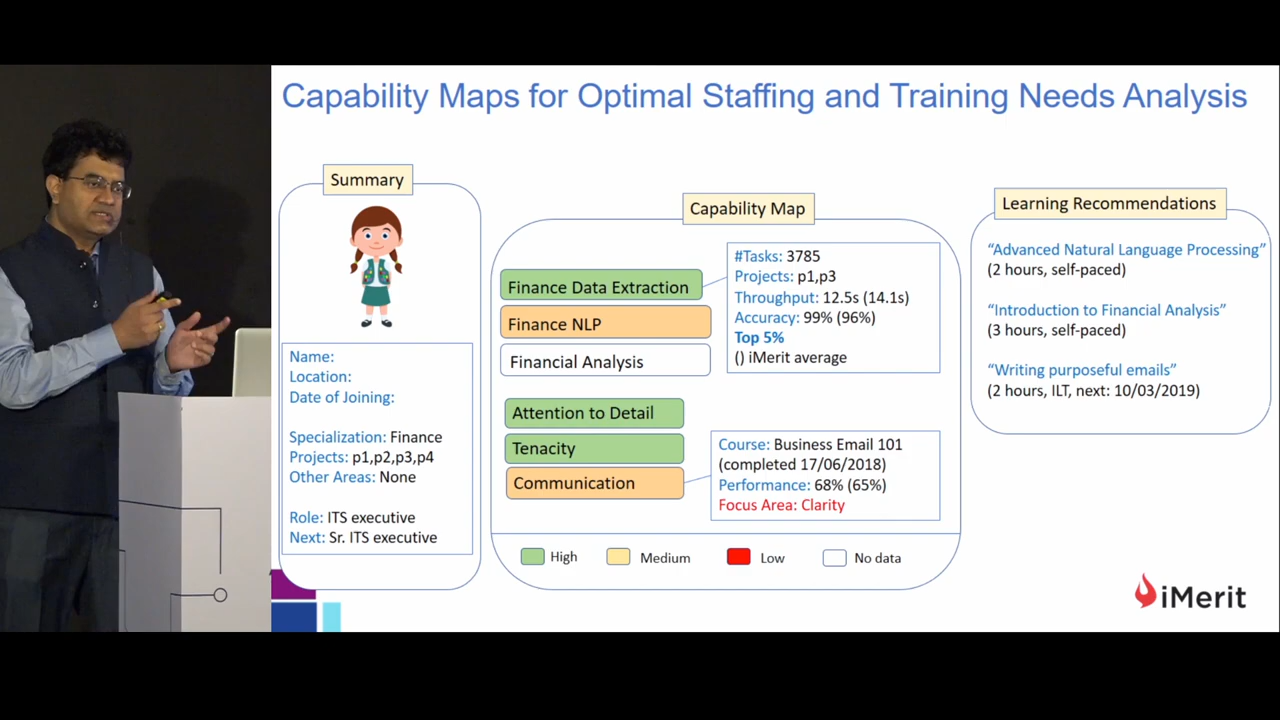 Capability Maps for Optimal Staffing and Training Needs Analysis
Summary
Name:
Location:
Date of Joining:
Specialization: Finance
Projects: p1,p2,p3,p4
Other Areas: None
Role: ITS executive
Next: Sr. ITS executive
Capability Map
Finance Data Extraction
Finance NLP
Financial Analysis
#Tasks: 3785
Projects: p1,p3
Throughput: 12.5s (14.1s)
Accuracy: 99% (96%)
Top 5%
() iMerit average
Attention to Detail
Tenacity
Communication
Course: Business Email 101
(completed 17/06/2018)
Performance: 68% (65%)
Focus Area: Clarity
High
Medium
Low
No data
Learning Recommendations
“Advanced Natural Language Processing”
(2 hours, self-paced)
“Introduction to Financial Analysis”
(3 hours, self-paced)
“Writing purposeful emails”
(2 hours, ILT, next: 10/03/2019)
iMerit